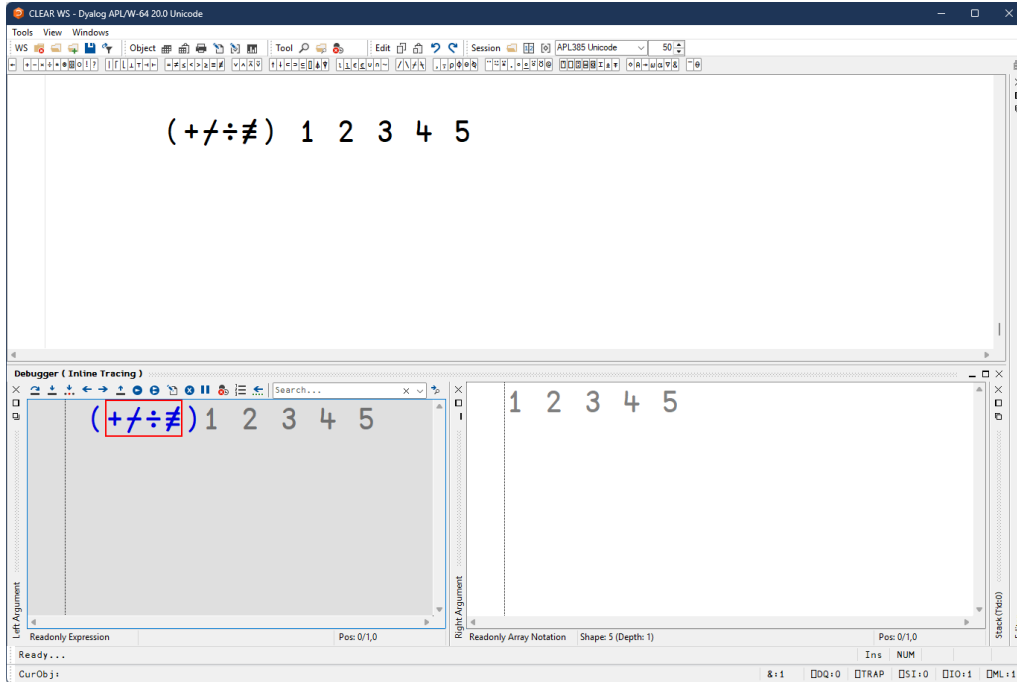 CLEAR WS - Dyalog APL/W-64 20.0 Unicode
Tools View Windows
WS Object Tool Edit Session APL385 Unicode 50
(+⌿÷≢) 1 2 3 4 5
Debugger ( Inline Tracing )
Search...
(+⌿÷≢)1 2 3 4 5
1 2 3 4 5
Left Argument
Right Argument
Stack (Tid:0)
Readonly Expression Pos: 0/1,0
Readonly Array Notation Shape: 5 (Depth: 1) Pos: 0/1,0
Ready... Ins NUM
CurObj: &:1 ⎕DQ:0 ⎕TRAP ⎕SI:0 ⎕IO:1 ⎕ML:1